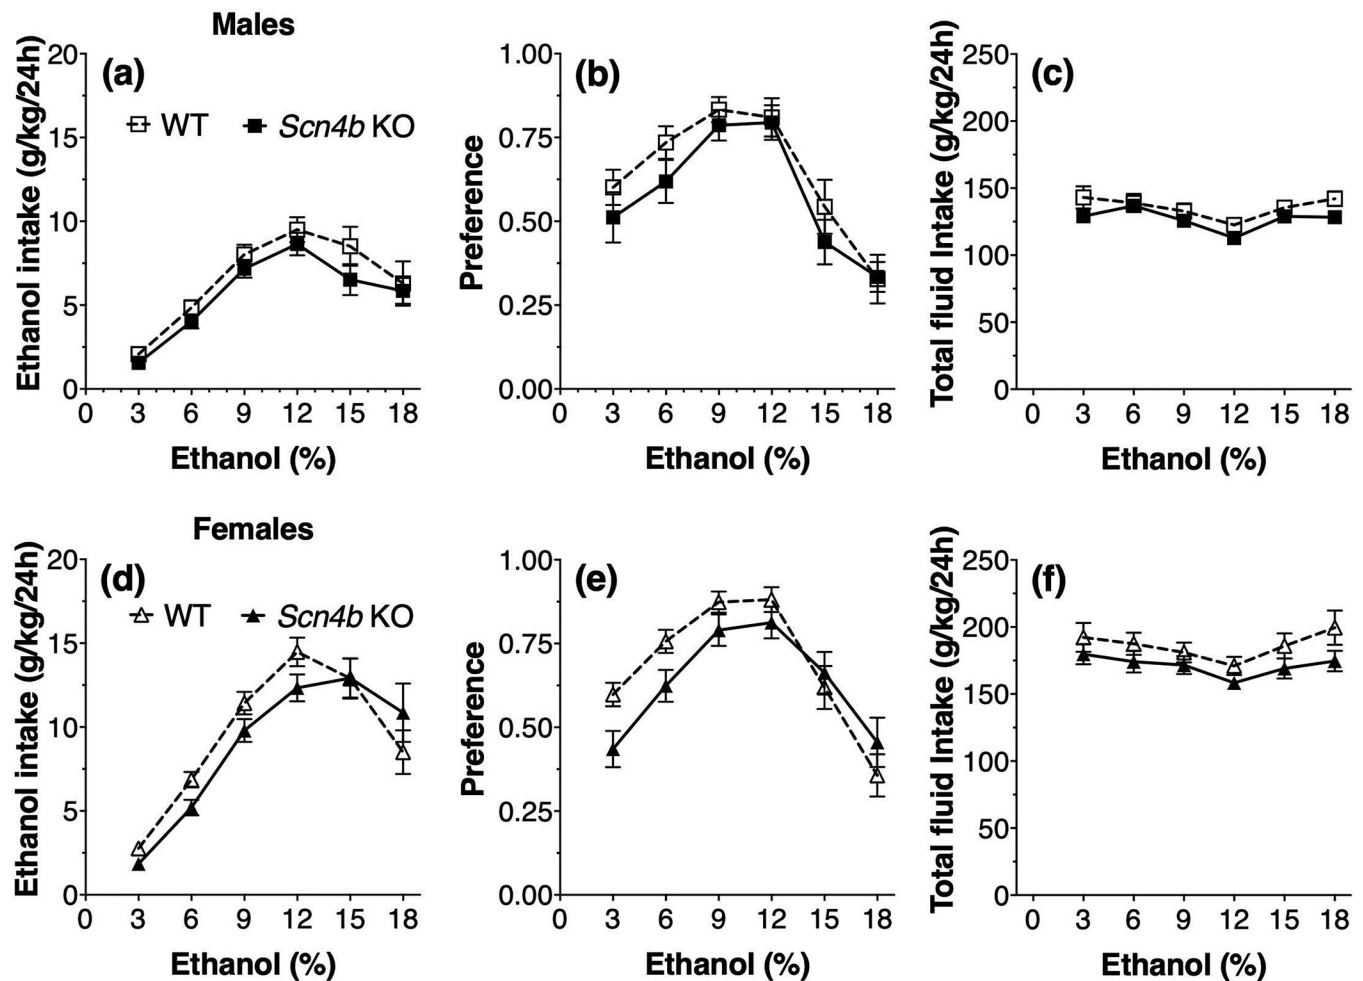 Males
(a)
WT Scn4b KO
Ethanol intake (g/kg/24h)
20
15
10
5
0
0 3 6 9 12 15 18
Ethanol (%)
(b)
Preference
1.00
0.75
0.50
0.25
0.00
0 3 6 9 12 15 18
Ethanol (%)
(c)
Total fluid Intake (g/kg/24h)
250
200
150
100
50
0
0 3 6 9 12 15 18
Ethanol (%)
Females
(d)
WT Scn4b KO
Ethanol intake (g/kg/24h)
20
15
10
5
0
0 3 6 9 12 15 18
Ethanol (%)
(e)
Preference
1.00
0.75
0.50
0.25
0.00
0 3 6 9 12 15 18
Ethanol (%)
(f)
Total fluid Intake (g/kg/24h)
250
200
150
100
50
0
0 3 6 9 12 15 18
Ethanol (%)